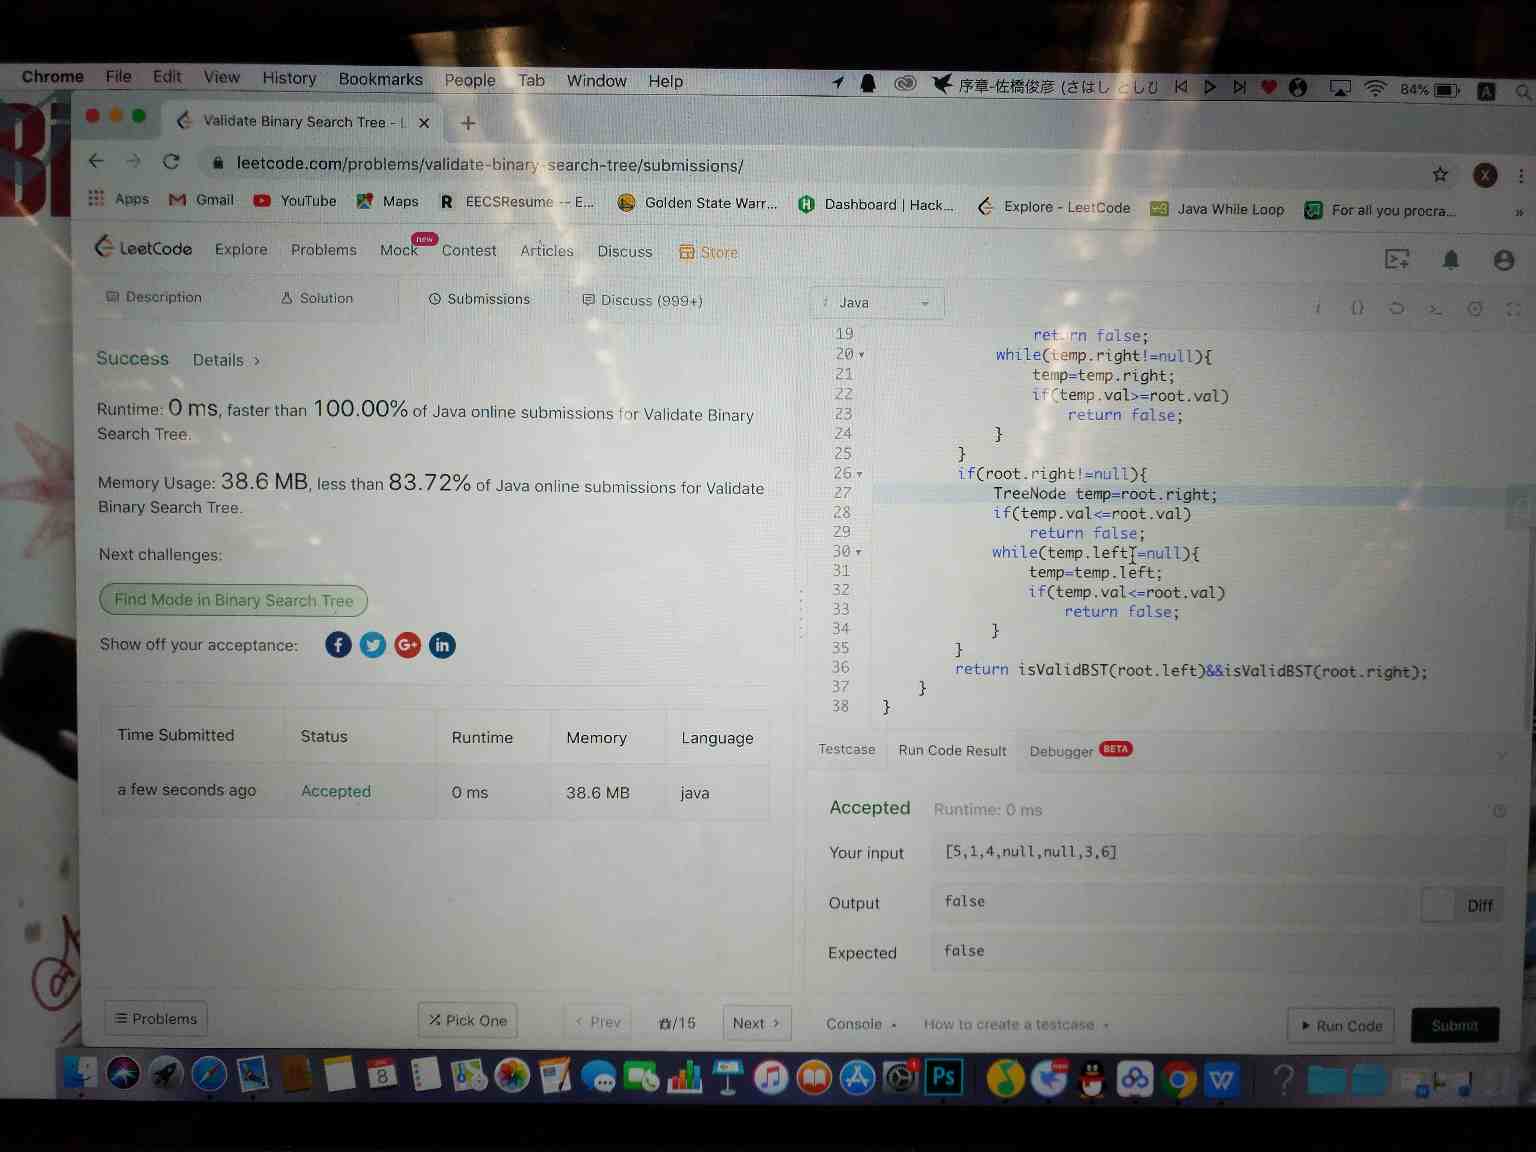 Chrome File Edit View History Bookmarks People Tab Window Help
序章-佐橋俊彦 (さはし としひ
84%
A
Validate Binary Search Tree - L
leetcode.com/problems/validate-binary-search-tree/submissions/
X
Apps Gmail YouTube Maps R EECSResume -- E... Golden State Warr... Dashboard | Hack... Explore - LeetCode Java While Loop For all you procra... »
LeetCode Explore Problems Mock new Contest Articles Discuss Store
Description Solution Submissions Discuss (999+)
Success Details >
Runtime: 0 ms, faster than 100.00% of Java online submissions for Validate Binary
Search Tree.
Memory Usage: 38.6 MB, less than 83.72% of Java online submissions for Validate
Binary Search Tree.
Next challenges:
Find Mode in Binary Search Tree
Show off your acceptance: f G+ in
Time Submitted Status Runtime Memory Language
a few seconds ago Accepted 0 ms 38.6 MB java
Problems Pick One < Prev /15 Next >
i Java
i {}
19 return false;
20 while(temp.right!=null){
21 temp=temp.right;
22 if(temp.val>=root.val)
23 return false;
24 }
25 }
26 if(root.right!=null){
27 TreeNode temp=root.right;
28 if(temp.val<=root.val)
29 return false;
30 while(temp.left!=null){
31 temp=temp.left;
32 if(temp.val<=root.val)
33 return false;
34 }
35 }
36 return isValidBST(root.left)&&isValidBST(root.right);
37 }
38 }
Testcase Run Code Result Debugger BETA
Accepted Runtime: 0 ms
Your input [5,1,4,null,null,3,6]
Output false Diff
Expected false
Console How to create a testcase Run Code Submit
8 1 Ps W ?